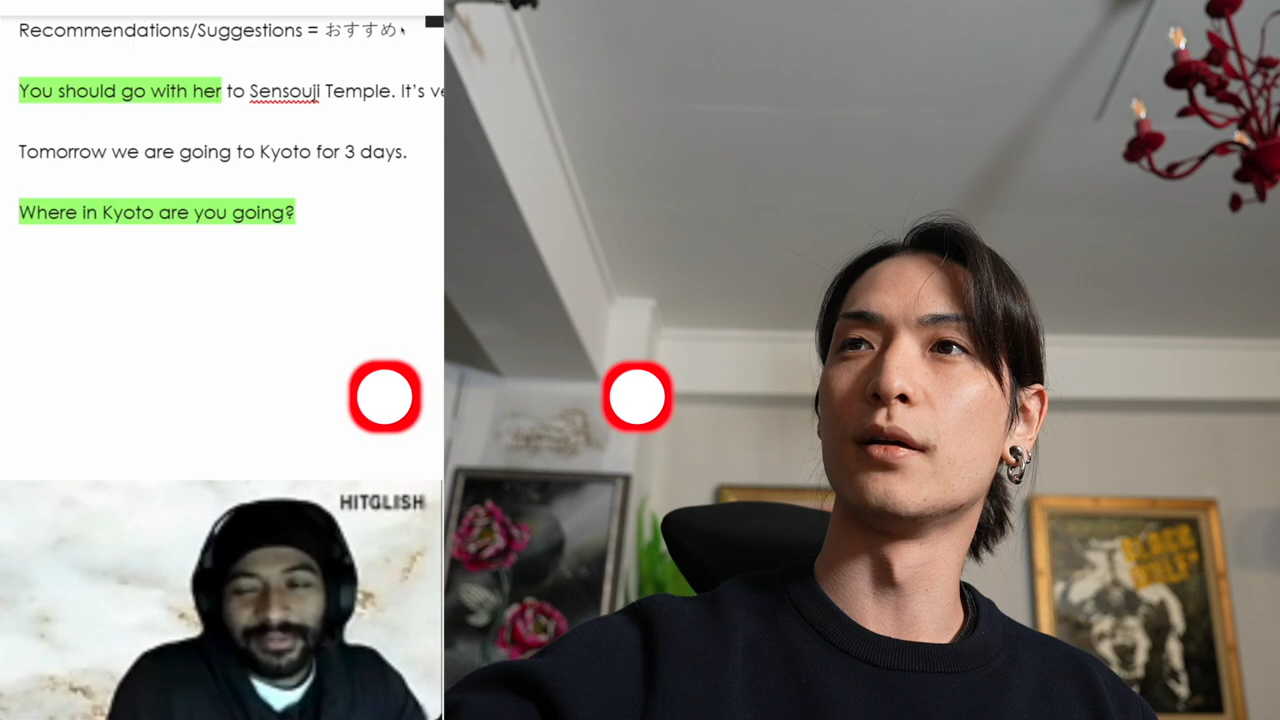 Recommendations/Suggestions = おすすめ
You should go with her to Sensouji Temple. It's ve
Tomorrow we are going to Kyoto for 3 days.
Where in Kyoto are you going?
HITGLISH
BLACK